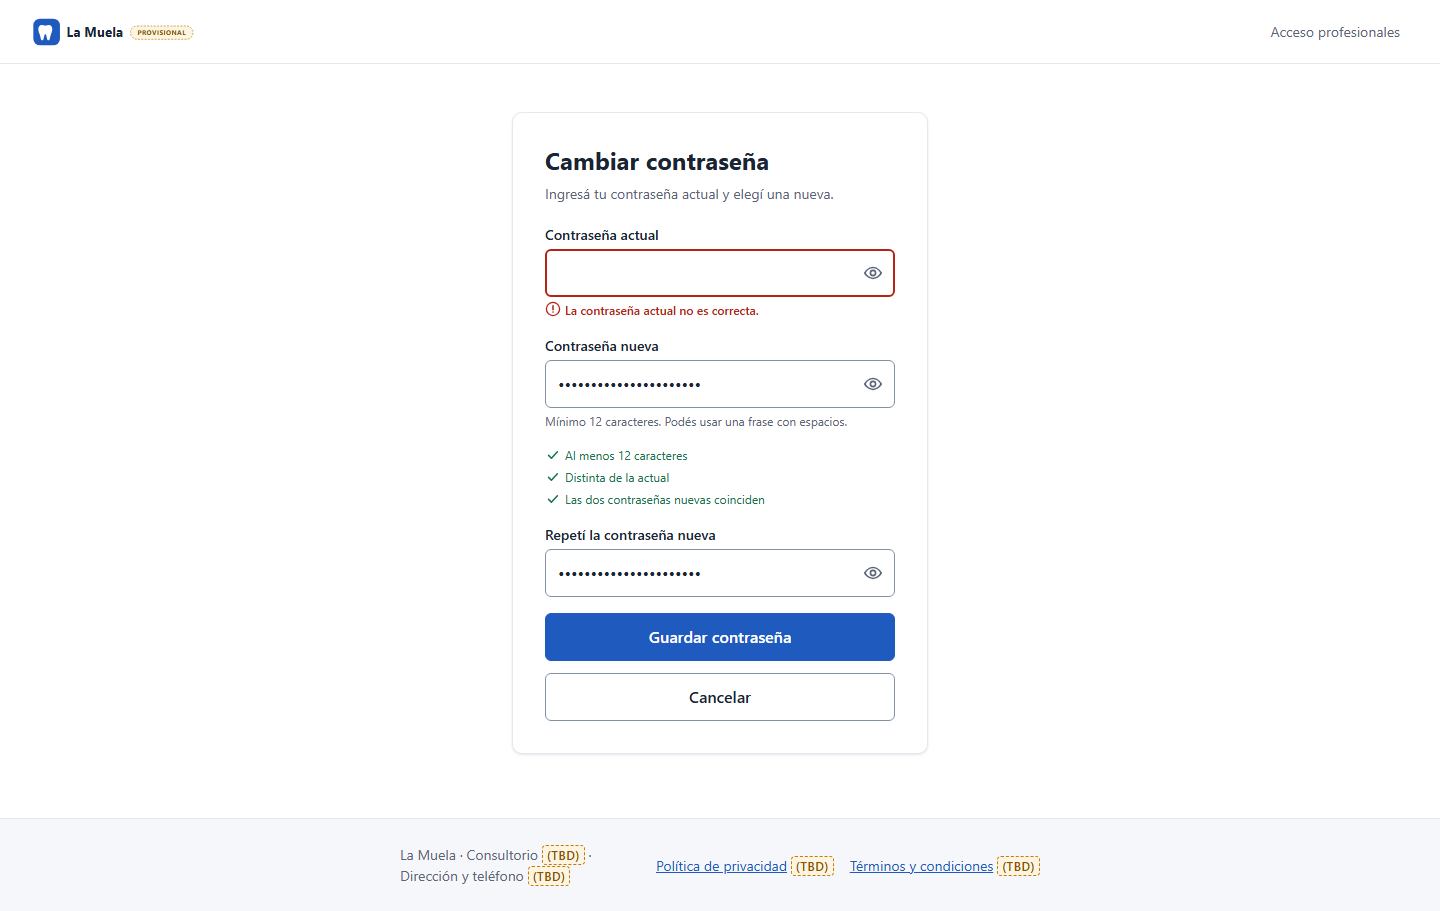 La Muela PROVISIONAL
Acceso profesionales
Cambiar contraseña
Ingresá tu contraseña actual y elegí una nueva.
Contraseña actual
La contraseña actual no es correcta.
Contraseña nueva
••••••••••••••••••••••
Mínimo 12 caracteres. Podés usar una frase con espacios.
Al menos 12 caracteres
Distinta de la actual
Las dos contraseñas nuevas coinciden
Repetí la contraseña nueva
••••••••••••••••••••••
Guardar contraseña
Cancelar
La Muela · Consultorio (TBD) ·
Dirección y teléfono (TBD)
Política de privacidad (TBD) Términos y condiciones (TBD)